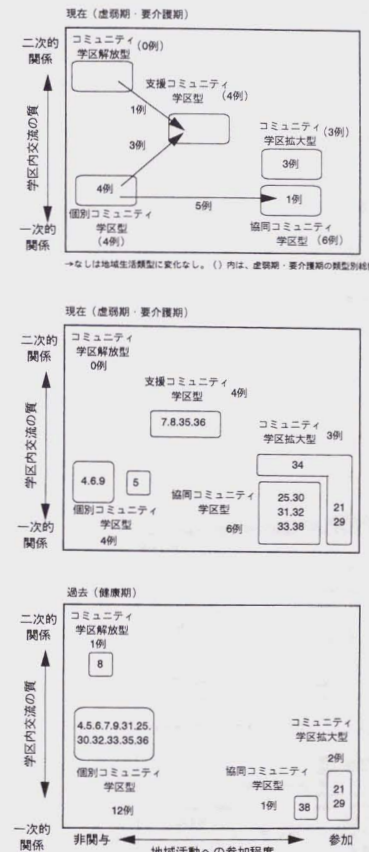 現在（虚弱期・要介護期）
二次的
関係
コミュニティ（0例）
学区解放型
支援コミュニティ
学区型（4例）
1例
3例
学区内交流の質
コミュニティ（3例）
学区拡大型
3例
4例
5例
1例
個別コミュニティ
学区型
（4例）
協同コミュニティ
学区型（6例）
一次的
関係
→なしは地域生活類型に変化なし。（）内は、虚弱期・要介護期の類型別総
現在（虚弱期・要介護期）
二次的
関係
コミュニティ
学区解放型
0例
支援コミュニティ 4例
学区型
7.8.35.36
学区内交流の質
コミュニティ 3例
学区拡大型
34
4.6.9
5
個別コミュニティ
学区型
4例
協同コミュニティ
学区型
6例
25.30
31.32
33.38
21
29
一次的
関係
過去（健康期）
二次的
関係
コミュニティ
学区解放型
1例
8
学区内交流の質
4.5.6.7.9.31.25.
30.32.33.35.36
個別コミュニティ
学区型
12例
コミュニティ
学区拡大型
2例
協同コミュニティ
学区型
1例
38
21
29
一次的
関係
非関与
参加
地域活動への参加程度